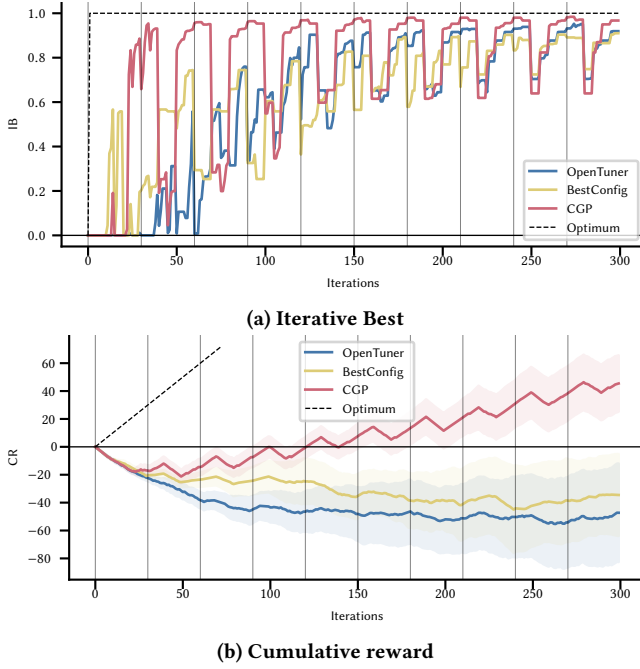 1.0
0.8
0.6
0.4
0.2
0.0
IB
OpenTuner
BestConfig
CGP
Optimum
0 50 100 150 200 250 300
Iterations
(a) Iterative Best
60
40
20
0
−20
−40
−60
−80
CR
OpenTuner
BestConfig
CGP
Optimum
0 50 100 150 200 250 300
Iterations
(b) Cumulative reward